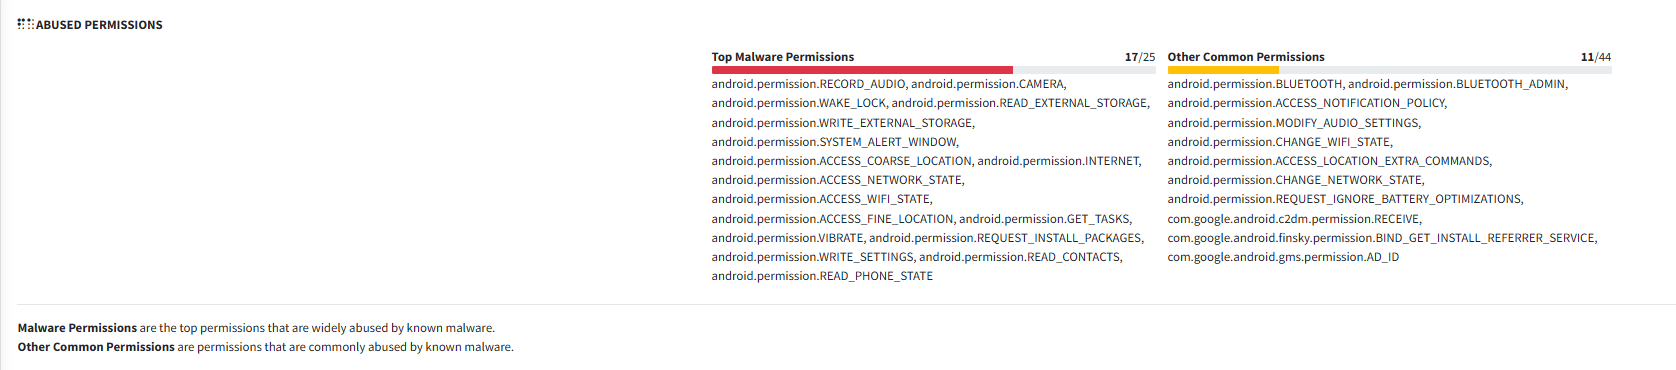 ABUSED PERMISSIONS
Top Malware Permissions 17/25
android.permission.RECORD_AUDIO, android.permission.CAMERA,
android.permission.WAKE_LOCK, android.permission.READ_EXTERNAL_STORAGE,
android.permission.WRITE_EXTERNAL_STORAGE,
android.permission.SYSTEM_ALERT_WINDOW,
android.permission.ACCESS_COARSE_LOCATION, android.permission.INTERNET,
android.permission.ACCESS_NETWORK_STATE,
android.permission.ACCESS_WIFI_STATE,
android.permission.ACCESS_FINE_LOCATION, android.permission.GET_TASKS,
android.permission.VIBRATE, android.permission.REQUEST_INSTALL_PACKAGES,
android.permission.WRITE_SETTINGS, android.permission.READ_CONTACTS,
android.permission.READ_PHONE_STATE
Other Common Permissions 11/44
android.permission.BLUETOOTH, android.permission.BLUETOOTH_ADMIN,
android.permission.ACCESS_NOTIFICATION_POLICY,
android.permission.MODIFY_AUDIO_SETTINGS,
android.permission.CHANGE_WIFI_STATE,
android.permission.ACCESS_LOCATION_EXTRA_COMMANDS,
android.permission.CHANGE_NETWORK_STATE,
android.permission.REQUEST_IGNORE_BATTERY_OPTIMIZATIONS,
com.google.android.c2dm.permission.RECEIVE,
com.google.android.finsky.permission.BIND_GET_INSTALL_REFERRER_SERVICE,
com.google.android.gms.permission.AD_ID
Malware Permissions are the top permissions that are widely abused by known malware.
Other Common Permissions are permissions that are commonly abused by known malware.